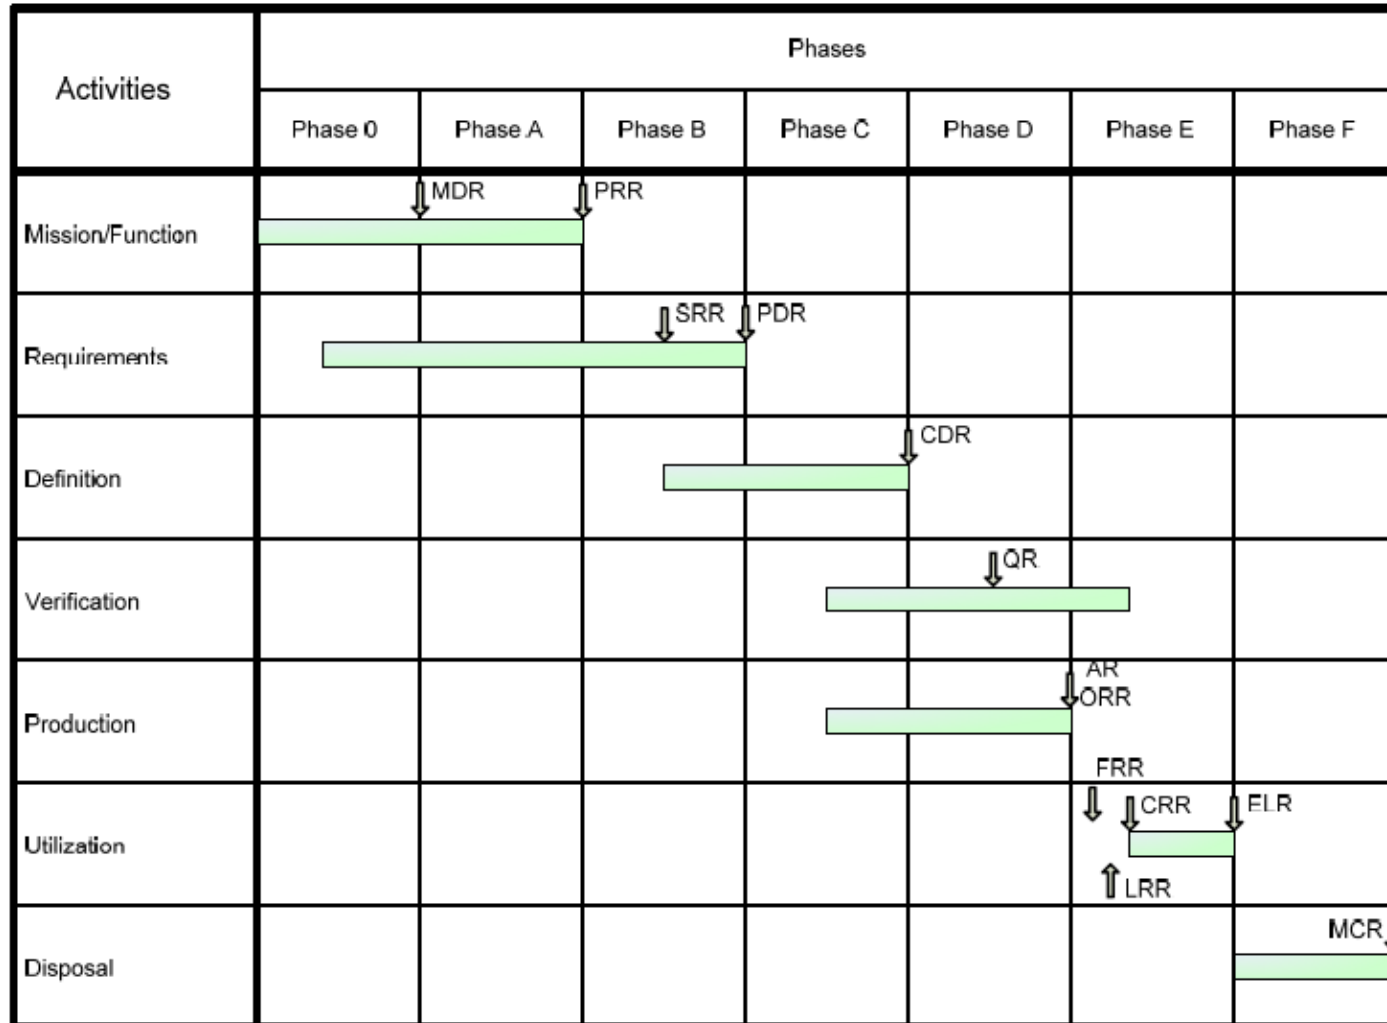 Activities
Phases
Phase 0
Phase A
Phase B
Phase C
Phase D
Phase E
Phase F
MDR
PRR
Mission/Function
SRR
PDR
Requirements
CDR
Definition
QR
Verification
AR
ORR
Production
FRR
CRR
ELR
Utilization
LRR
MCR
Disposal